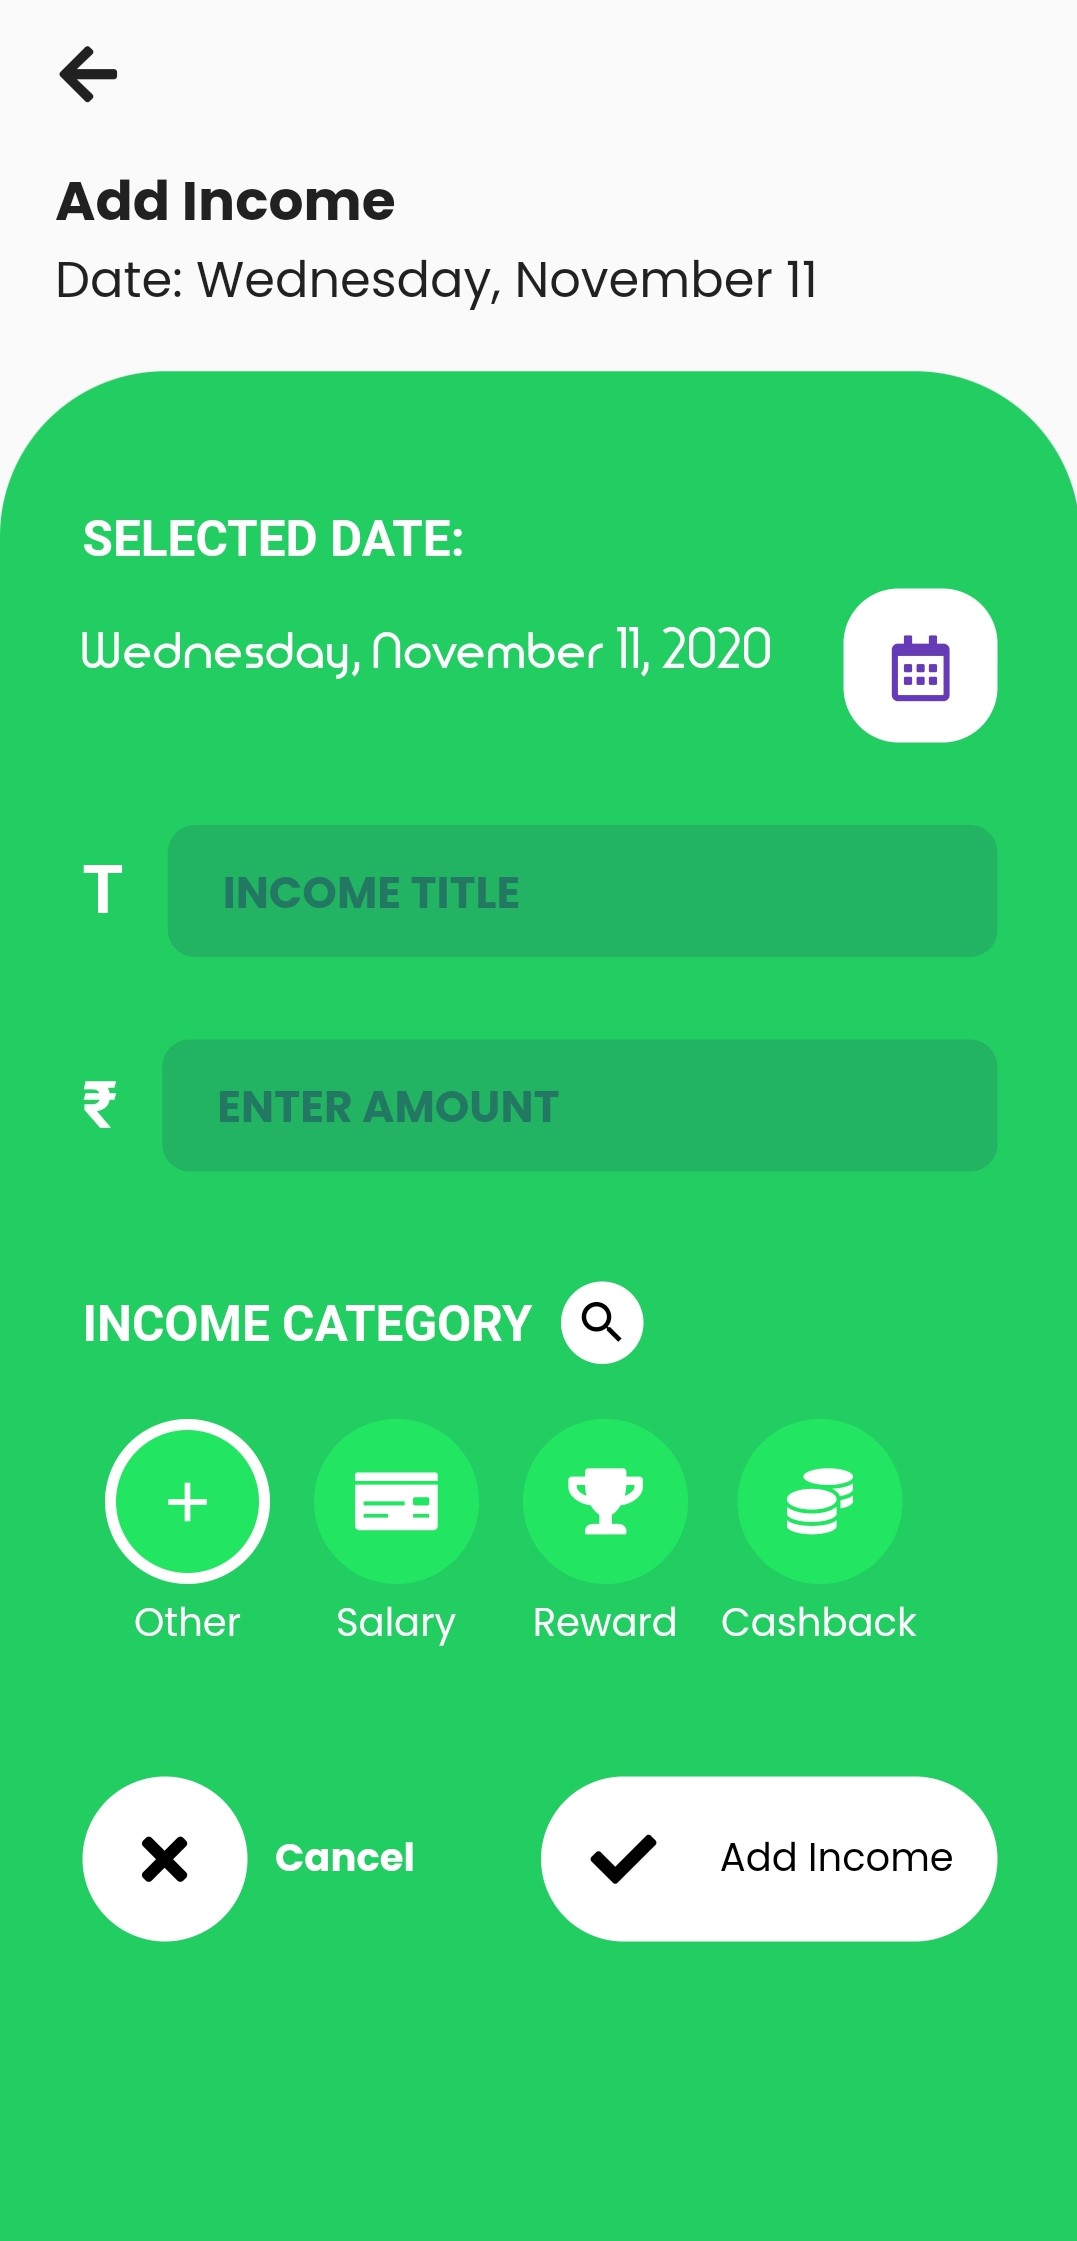 Add Income
Date: Wednesday, November 11
SELECTED DATE:
Wednesday, November 11, 2020
T INCOME TITLE
₹ ENTER AMOUNT
INCOME CATEGORY
Other Salary Reward Cashback
Cancel Add Income